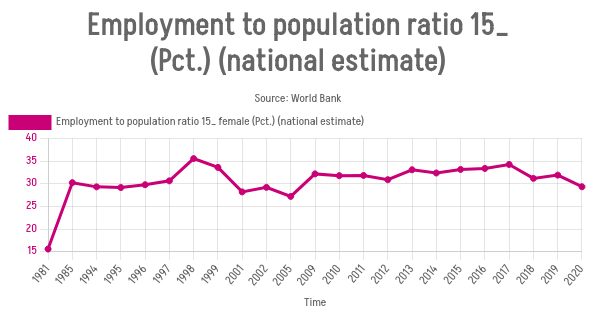 Employment to population ratio 15_
(Pct.) (national estimate)
Source: World Bank
Employment to population ratio 15_ female (Pct.) (national estimate)
40
35
30
25
20
15
1981 1985 1994 1995 1996 1997 1998 1999 2001 2002 2005 2009 2010 2011 2012 2013 2014 2015 2016 2017 2018 2019 2020
Time